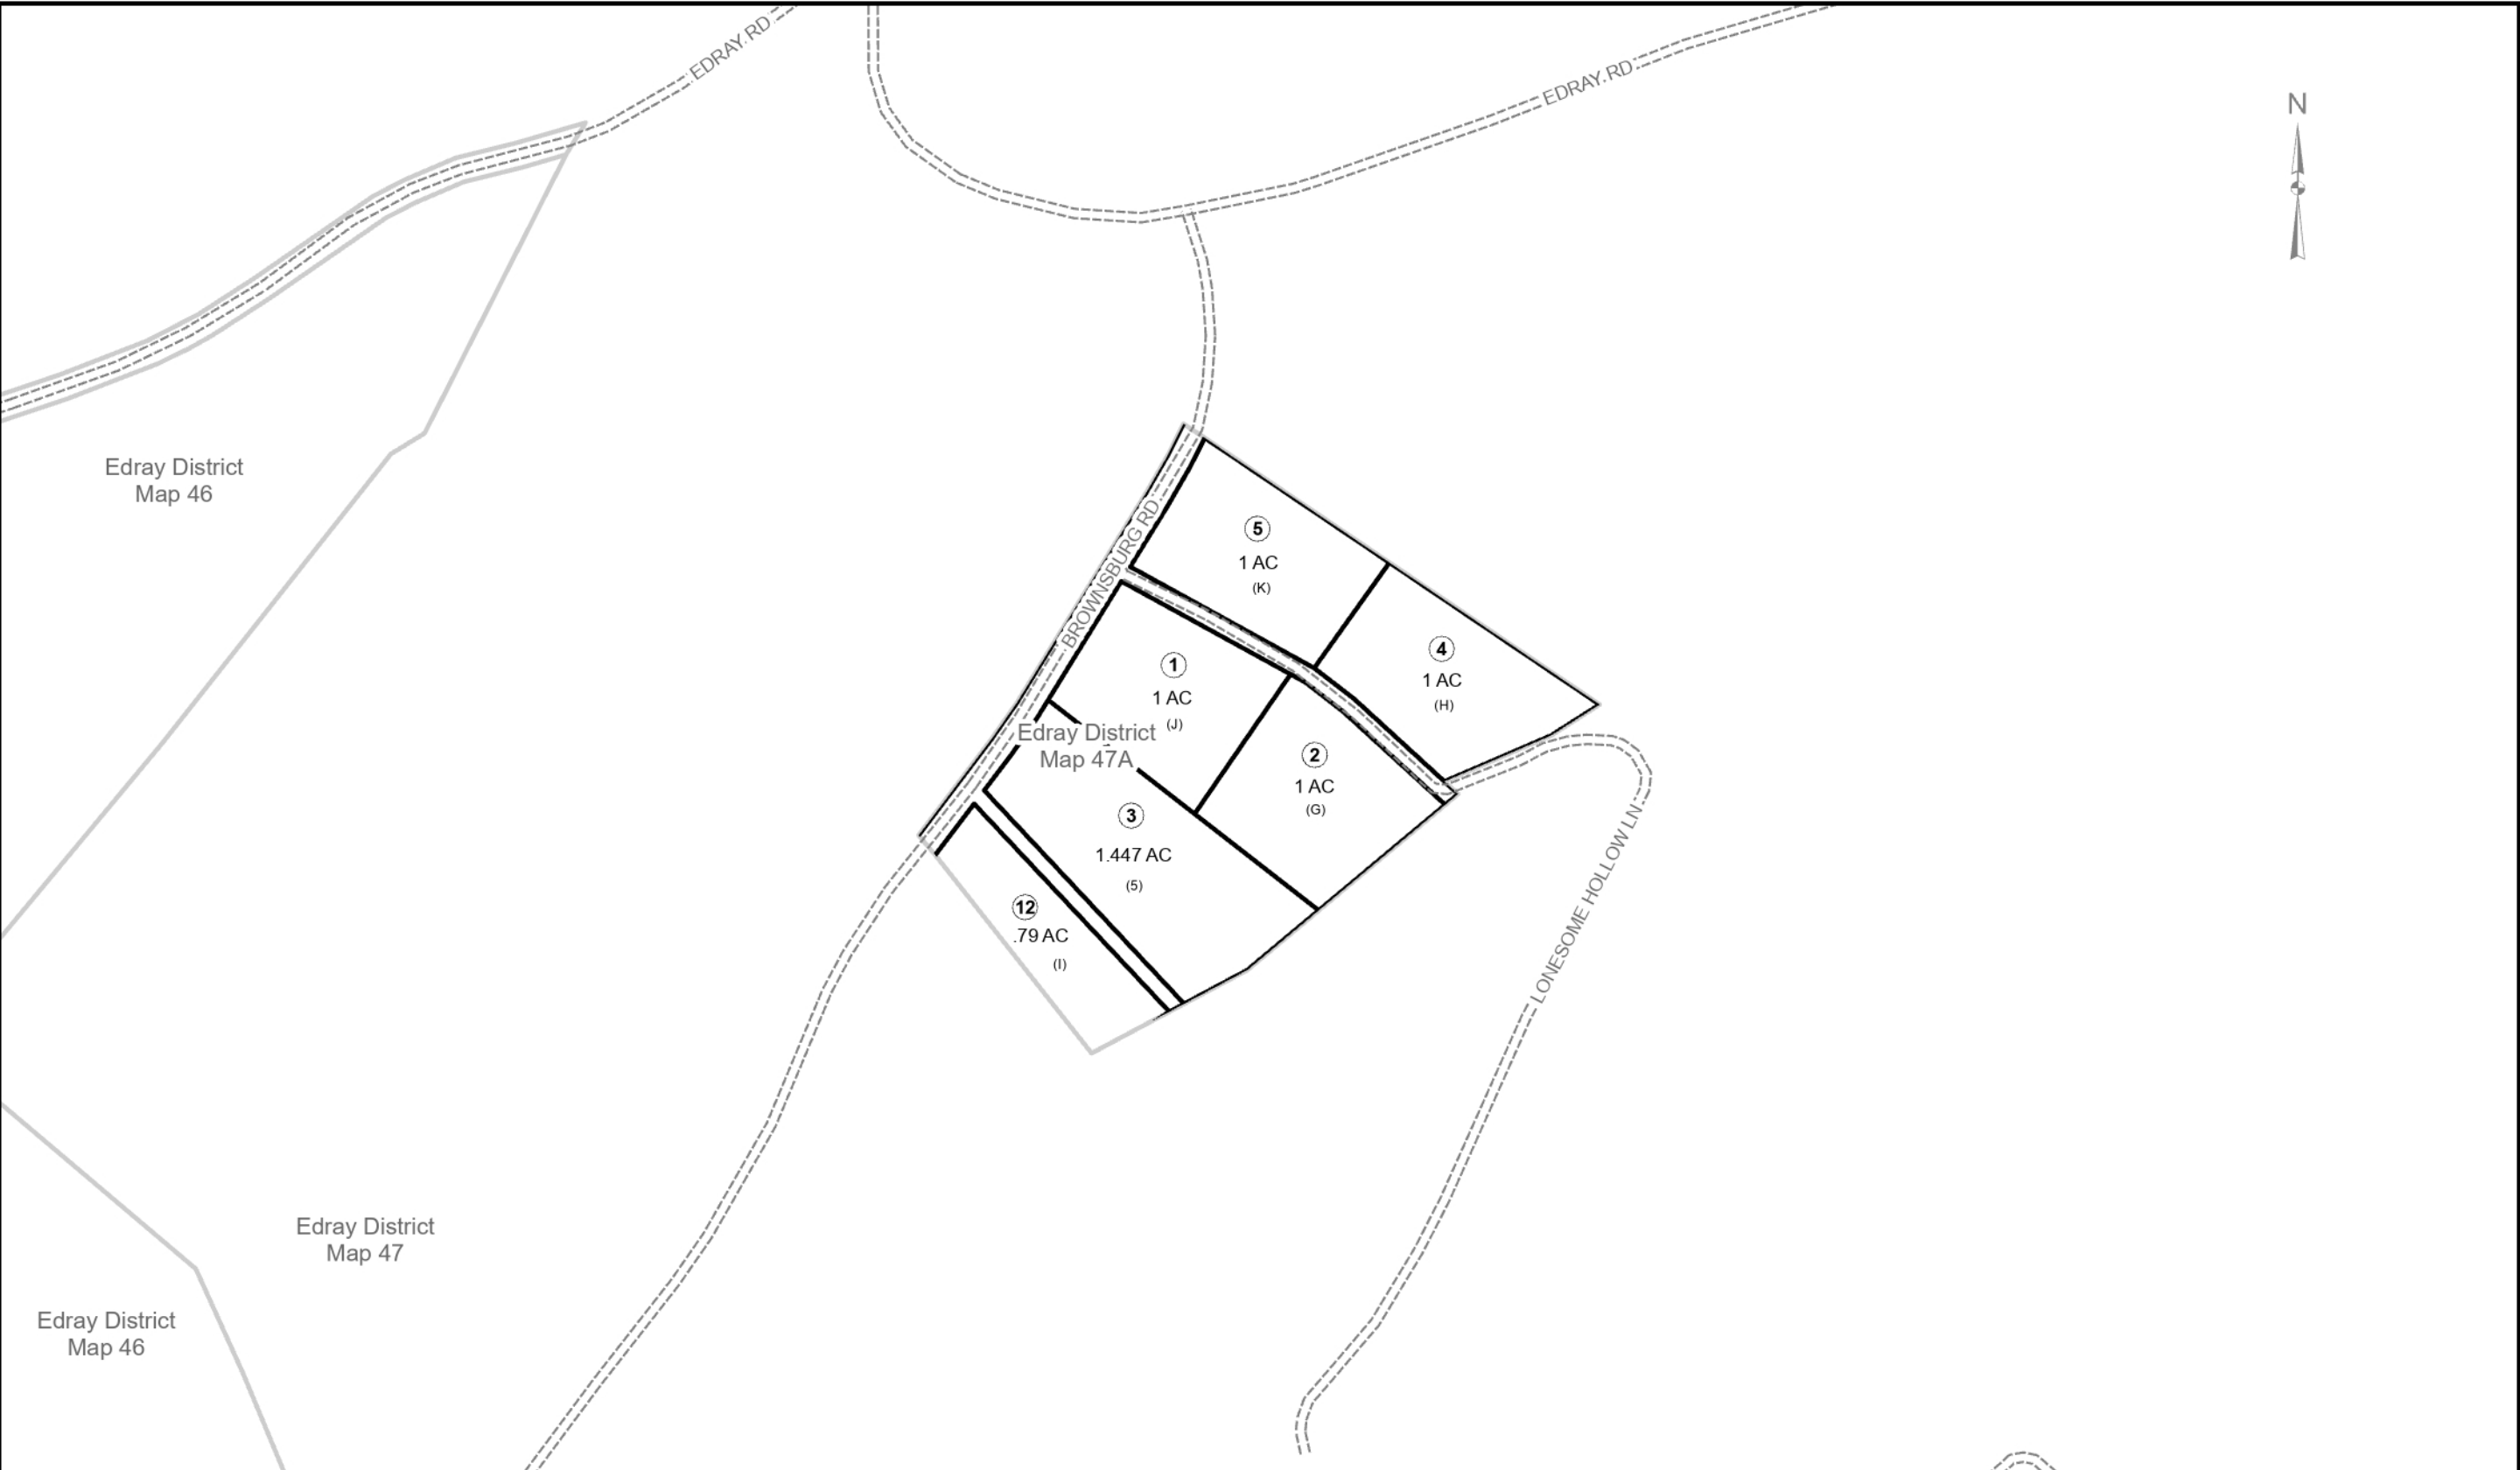 EDRAY RD
EDRAY RD
N
Edray District
Map 46
BROWNSBURG RD
5
1 AC
(K)
4
1 AC
(H)
1
1 AC
(J)
Edray District
Map 47A
2
1 AC
(G)
3
1.447 AC
(5)
12
.79 AC
(I)
LONESOME HOLLOW LN
Edray District
Map 47
Edray District
Map 46